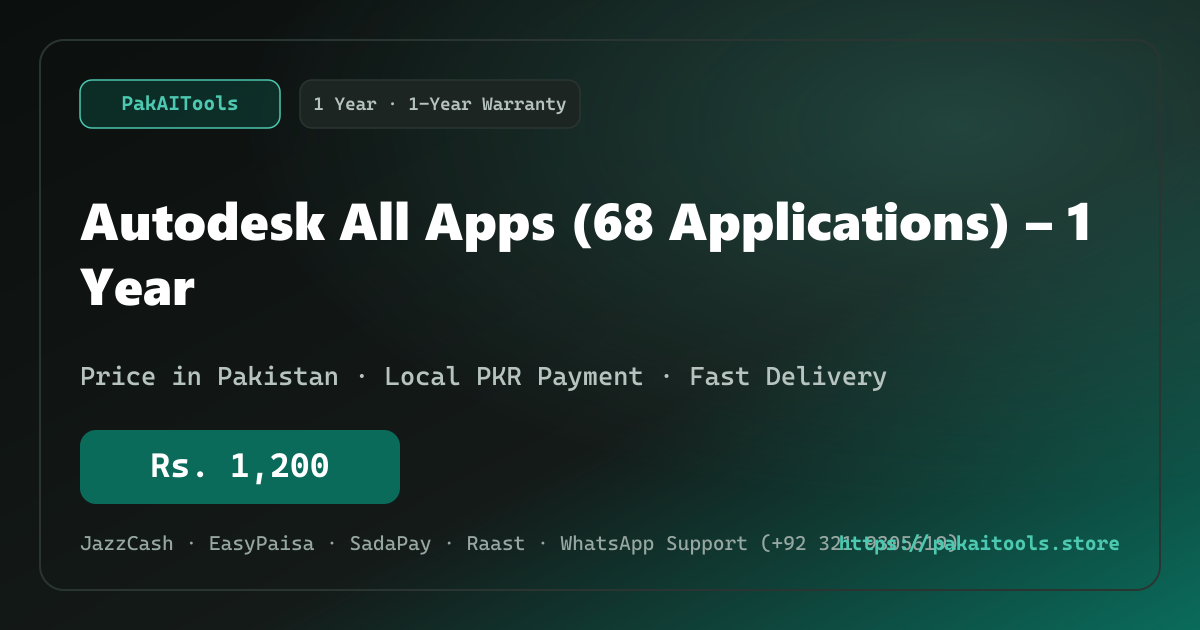 PakAITools
1 Year · 1-Year Warranty
Autodesk All Apps (68 Applications) – 1
Year
Price in Pakistan · Local PKR Payment · Fast Delivery
Rs. 1,200
JazzCash · EasyPaisa · SadaPay · Raast · WhatsApp Support (+92
https://pakaitools.store